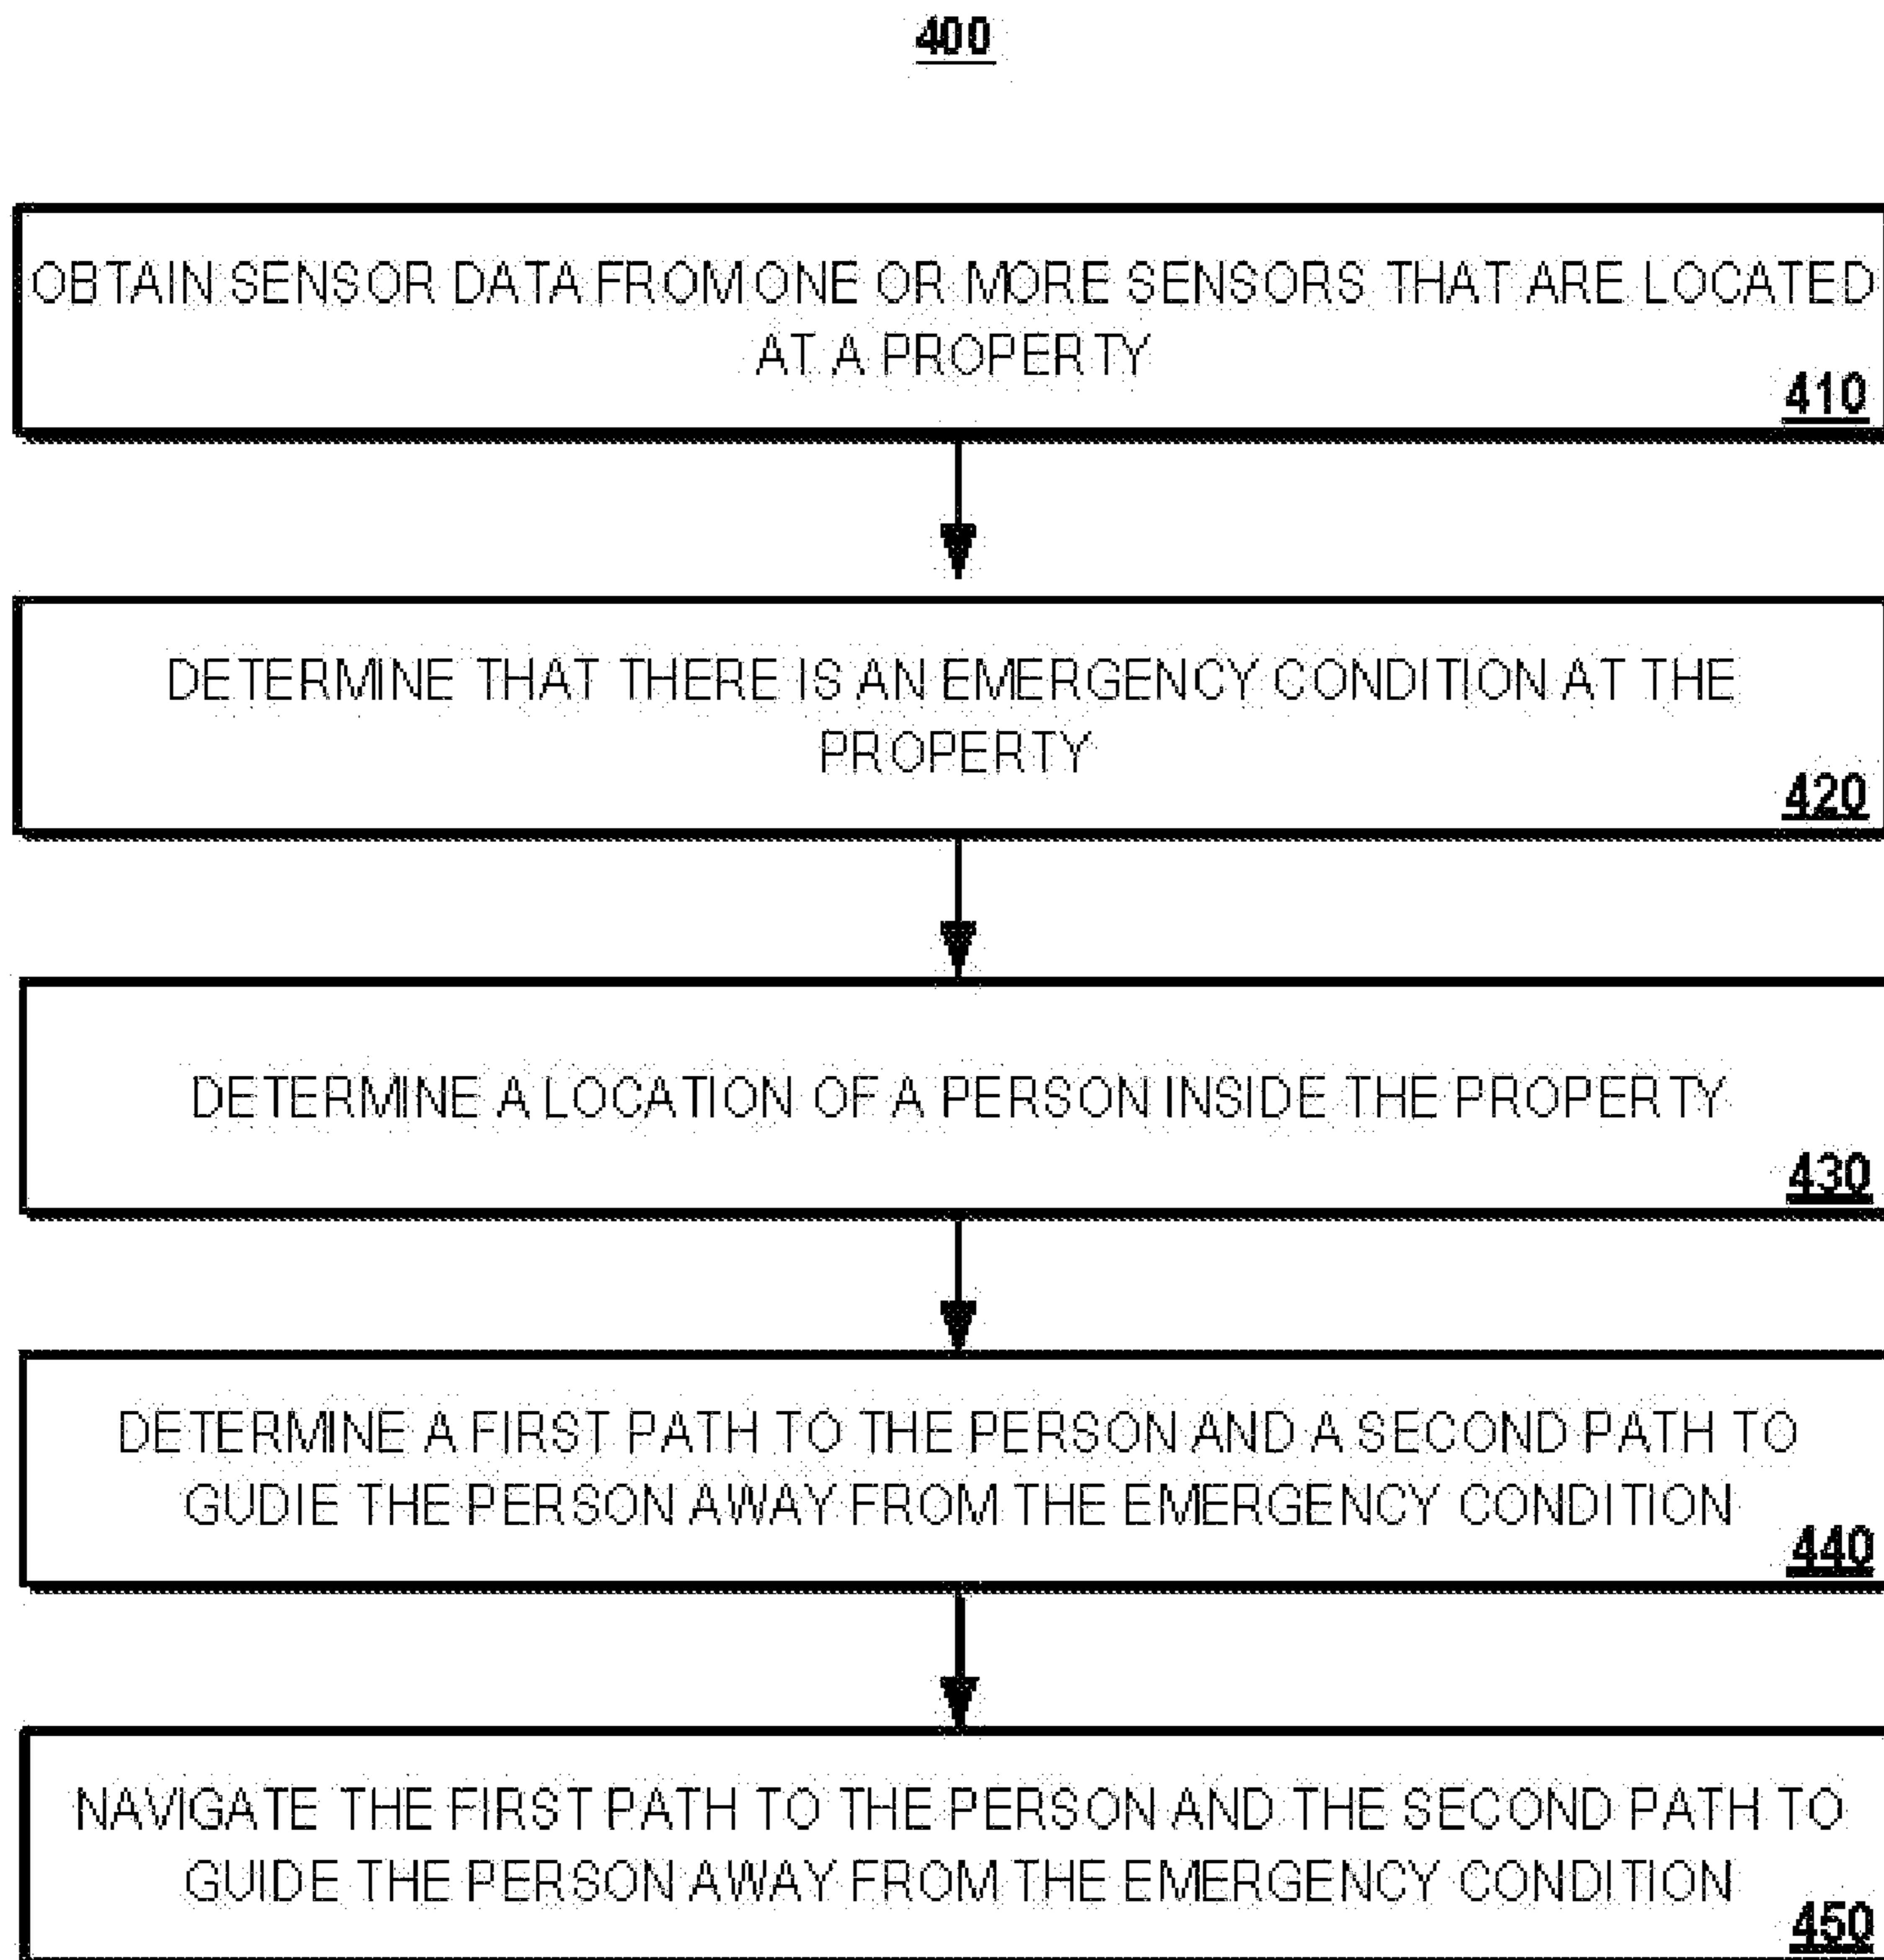 400
OBTAIN SENSOR DATA FROM ONE OR MORE SENSORS THAT ARE LOCATED
AT A PROPERTY
410
DETERMINE THAT THERE IS AN EMERGENCY CONDITION AT THE
PROPERTY
420
DETERMINE A LOCATION OF A PERSON INSIDE THE PROPERTY
430
DETERMINE A FIRST PATH TO THE PERSON AND A SECOND PATH TO
GUDIE THE PERSON AWAY FROM THE EMERGENCY CONDITION
440
NAVIGATE THE FIRST PATH TO THE PERSON AND THE SECOND PATH TO
GUIDE THE PERSON AWAY FROM THE EMERGENCY CONDITION
450